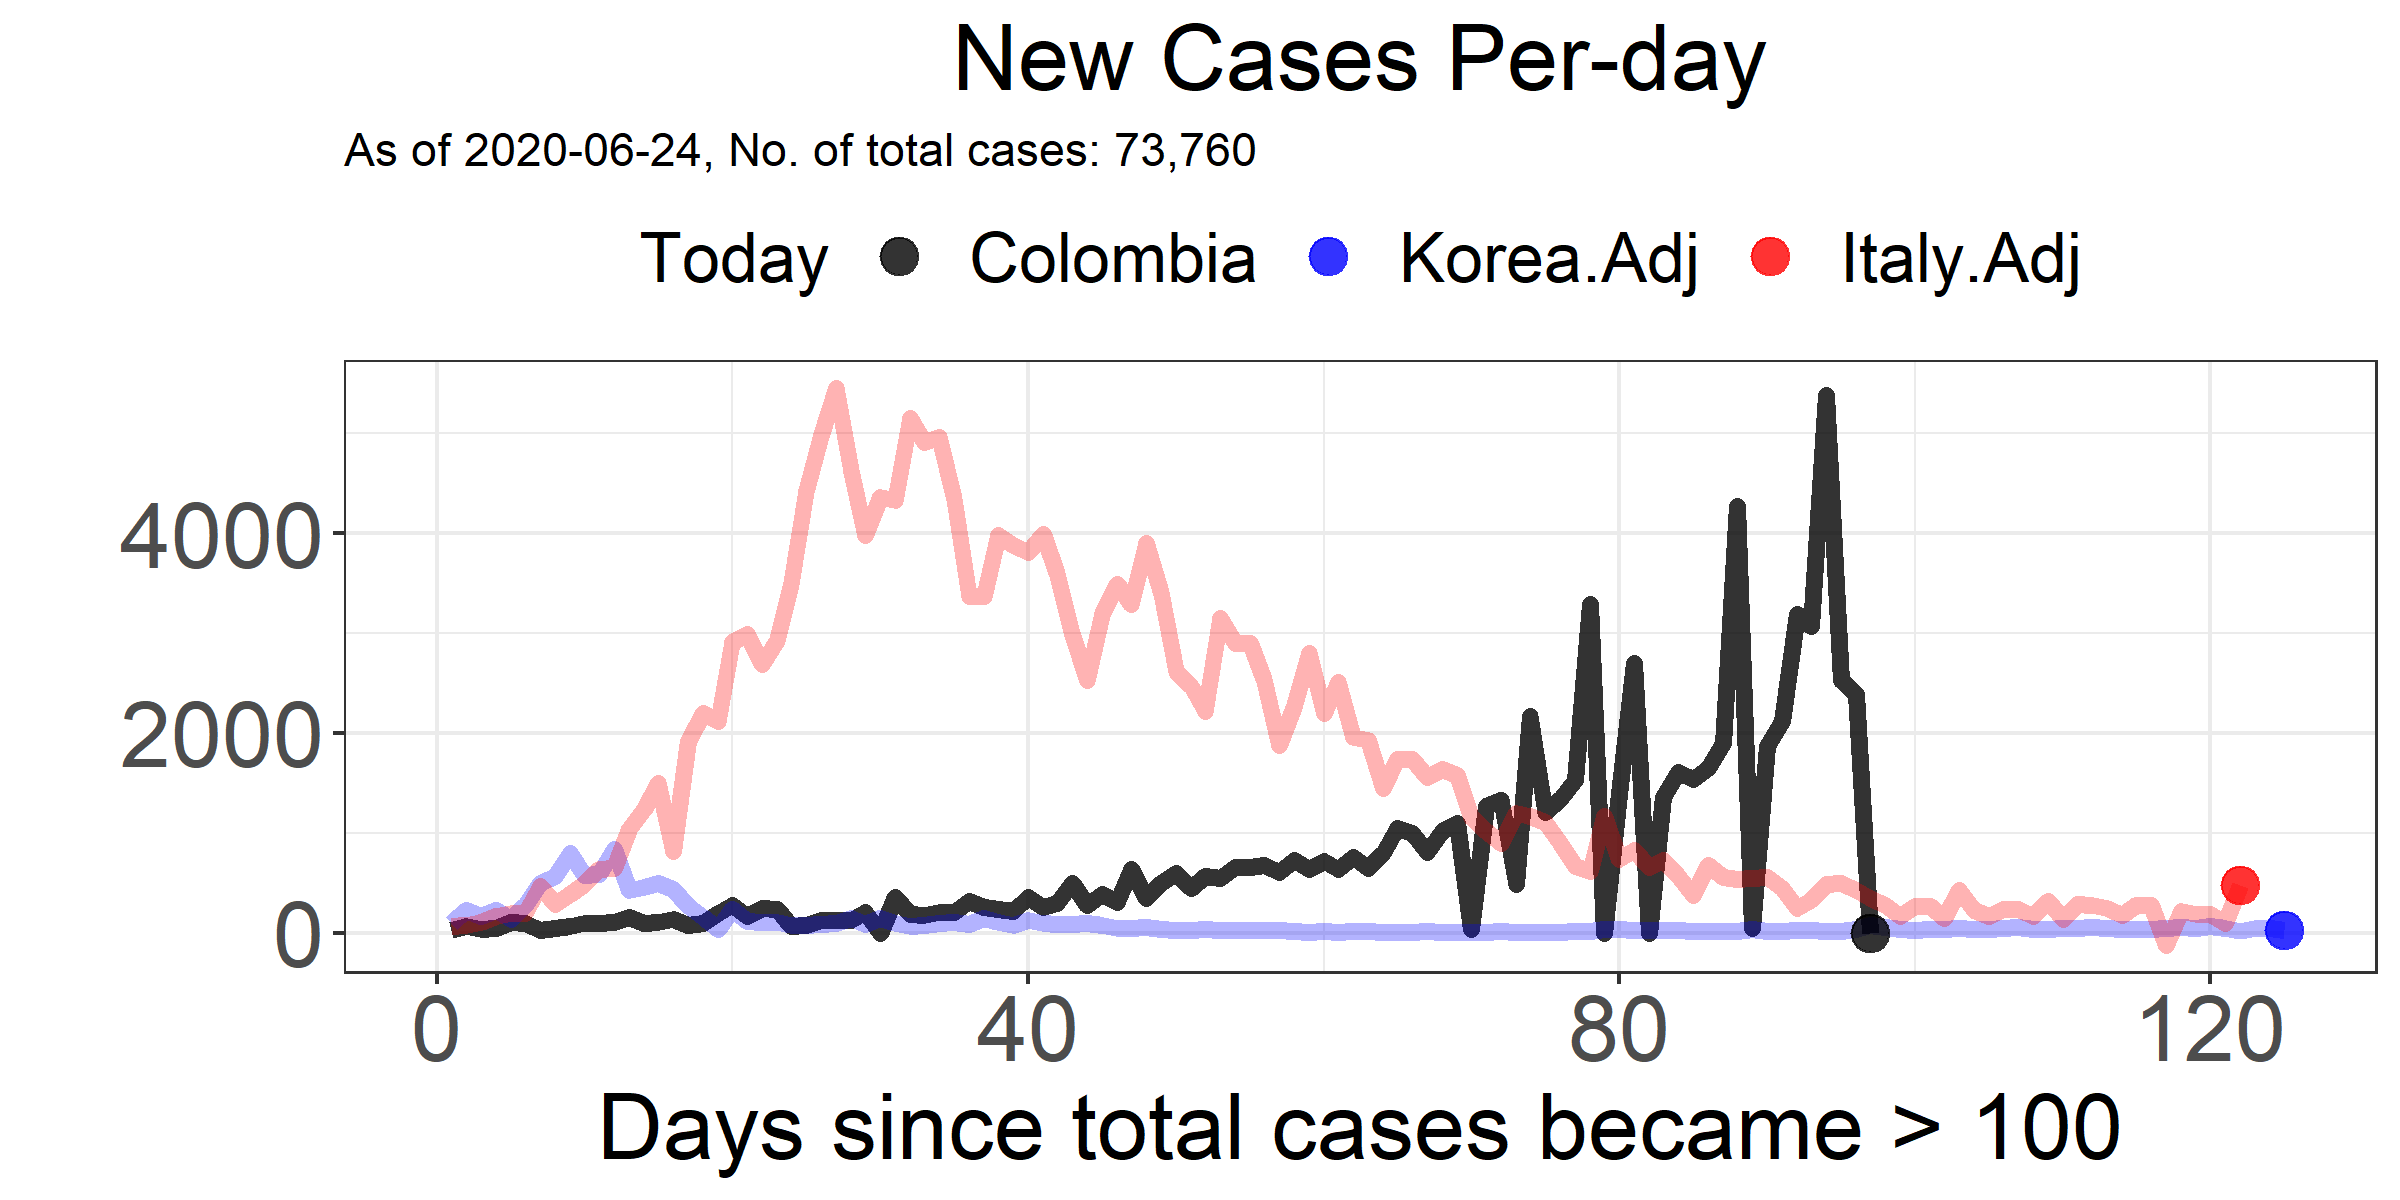 New Cases Per-day
As of 2020-06-24, No. of total cases: 73,760
Today Colombia Korea.Adj Italy.Adj
4000
2000
0
0 40 80 120
Days since total cases became > 100